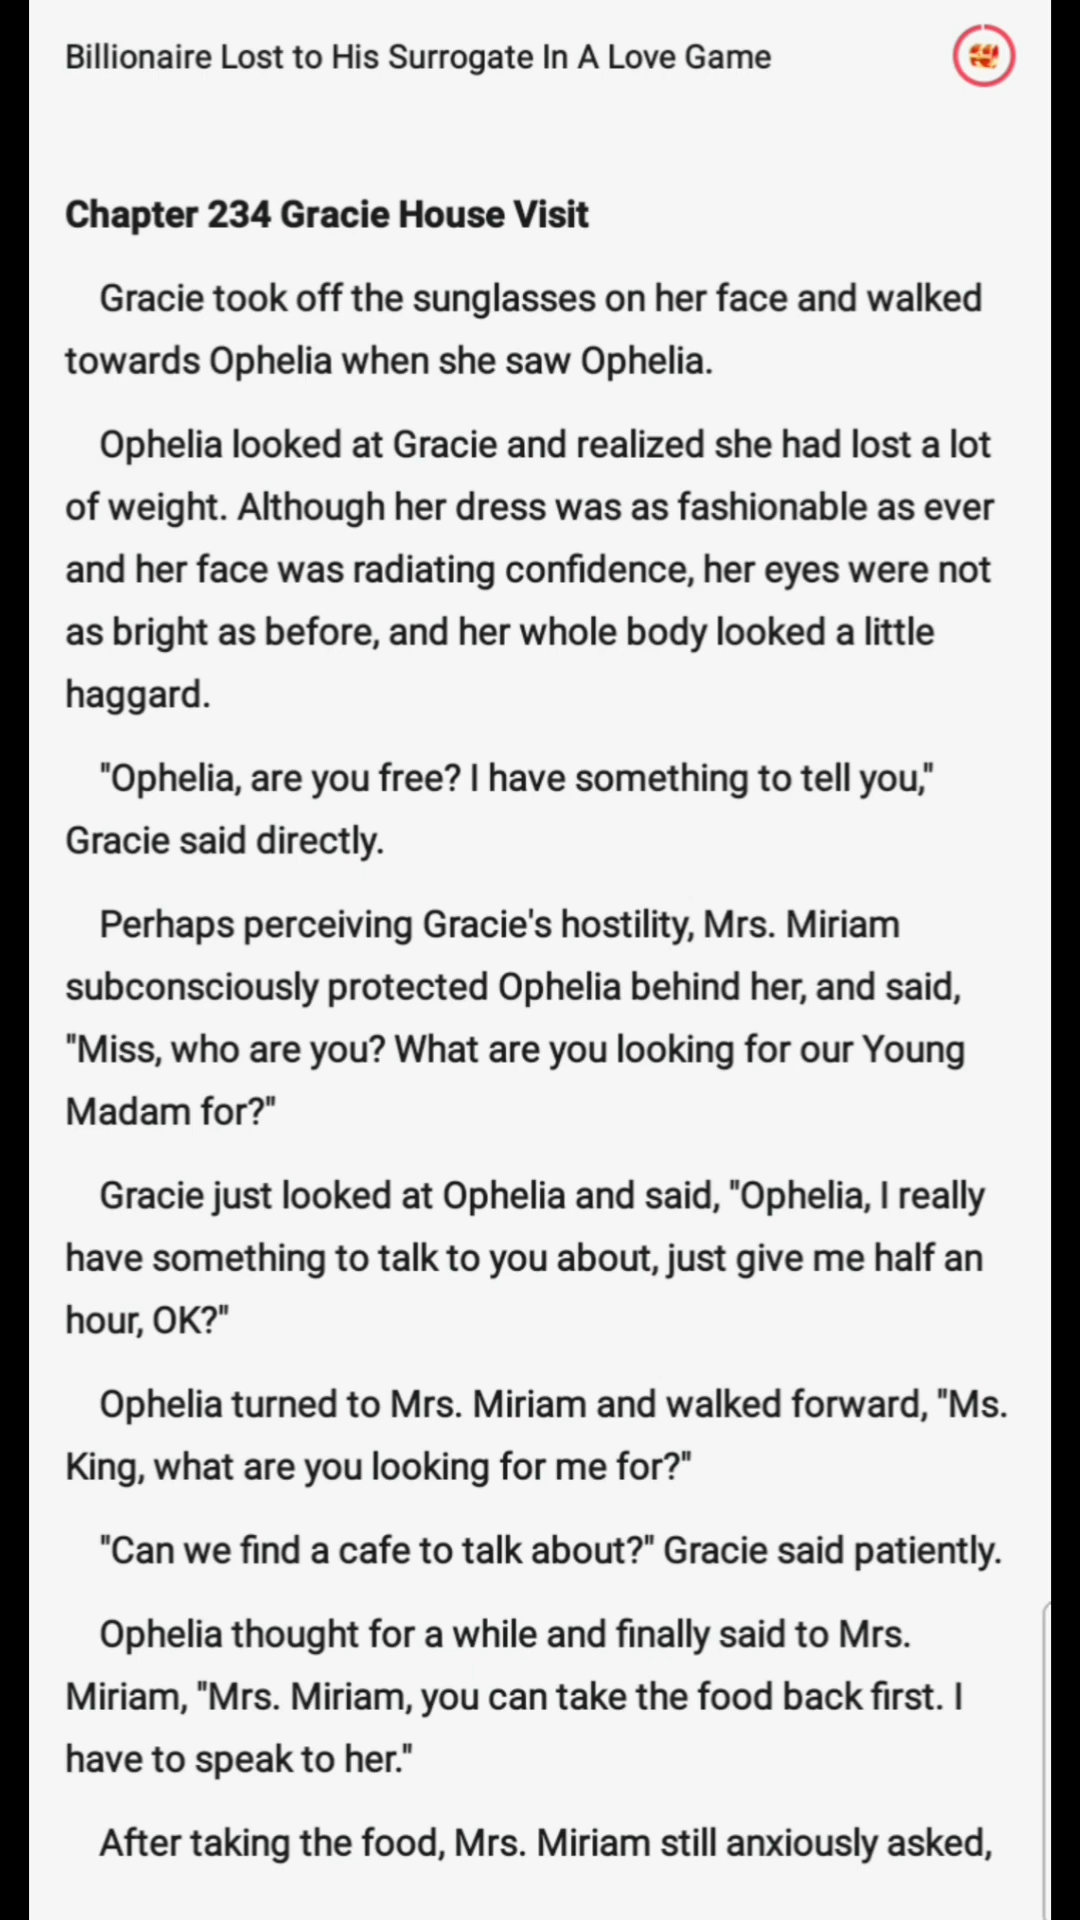 Billionaire Lost to His Surrogate In A Love Game
Chapter 234 Gracie House Visit
Gracie took off the sunglasses on her face and walked
towards Ophelia when she saw Ophelia.
Ophelia looked at Gracie and realized she had lost a lot
of weight. Although her dress was as fashionable as ever
and her face was radiating confidence, her eyes were not
as bright as before, and her whole body looked a little
haggard.
"Ophelia, are you free? I have something to tell you,"
Gracie said directly.
Perhaps perceiving Gracie's hostility, Mrs. Miriam
subconsciously protected Ophelia behind her, and said,
"Miss, who are you? What are you looking for our Young
Madam for?"
Gracie just looked at Ophelia and said, "Ophelia, I really
have something to talk to you about, just give me half an
hour, OK?"
Ophelia turned to Mrs. Miriam and walked forward, "Ms.
King, what are you looking for me for?"
"Can we find a cafe to talk about?" Gracie said patiently.
Ophelia thought for a while and finally said to Mrs.
Miriam, "Mrs. Miriam, you can take the food back first. I
have to speak to her."
After taking the food, Mrs. Miriam still anxiously asked,